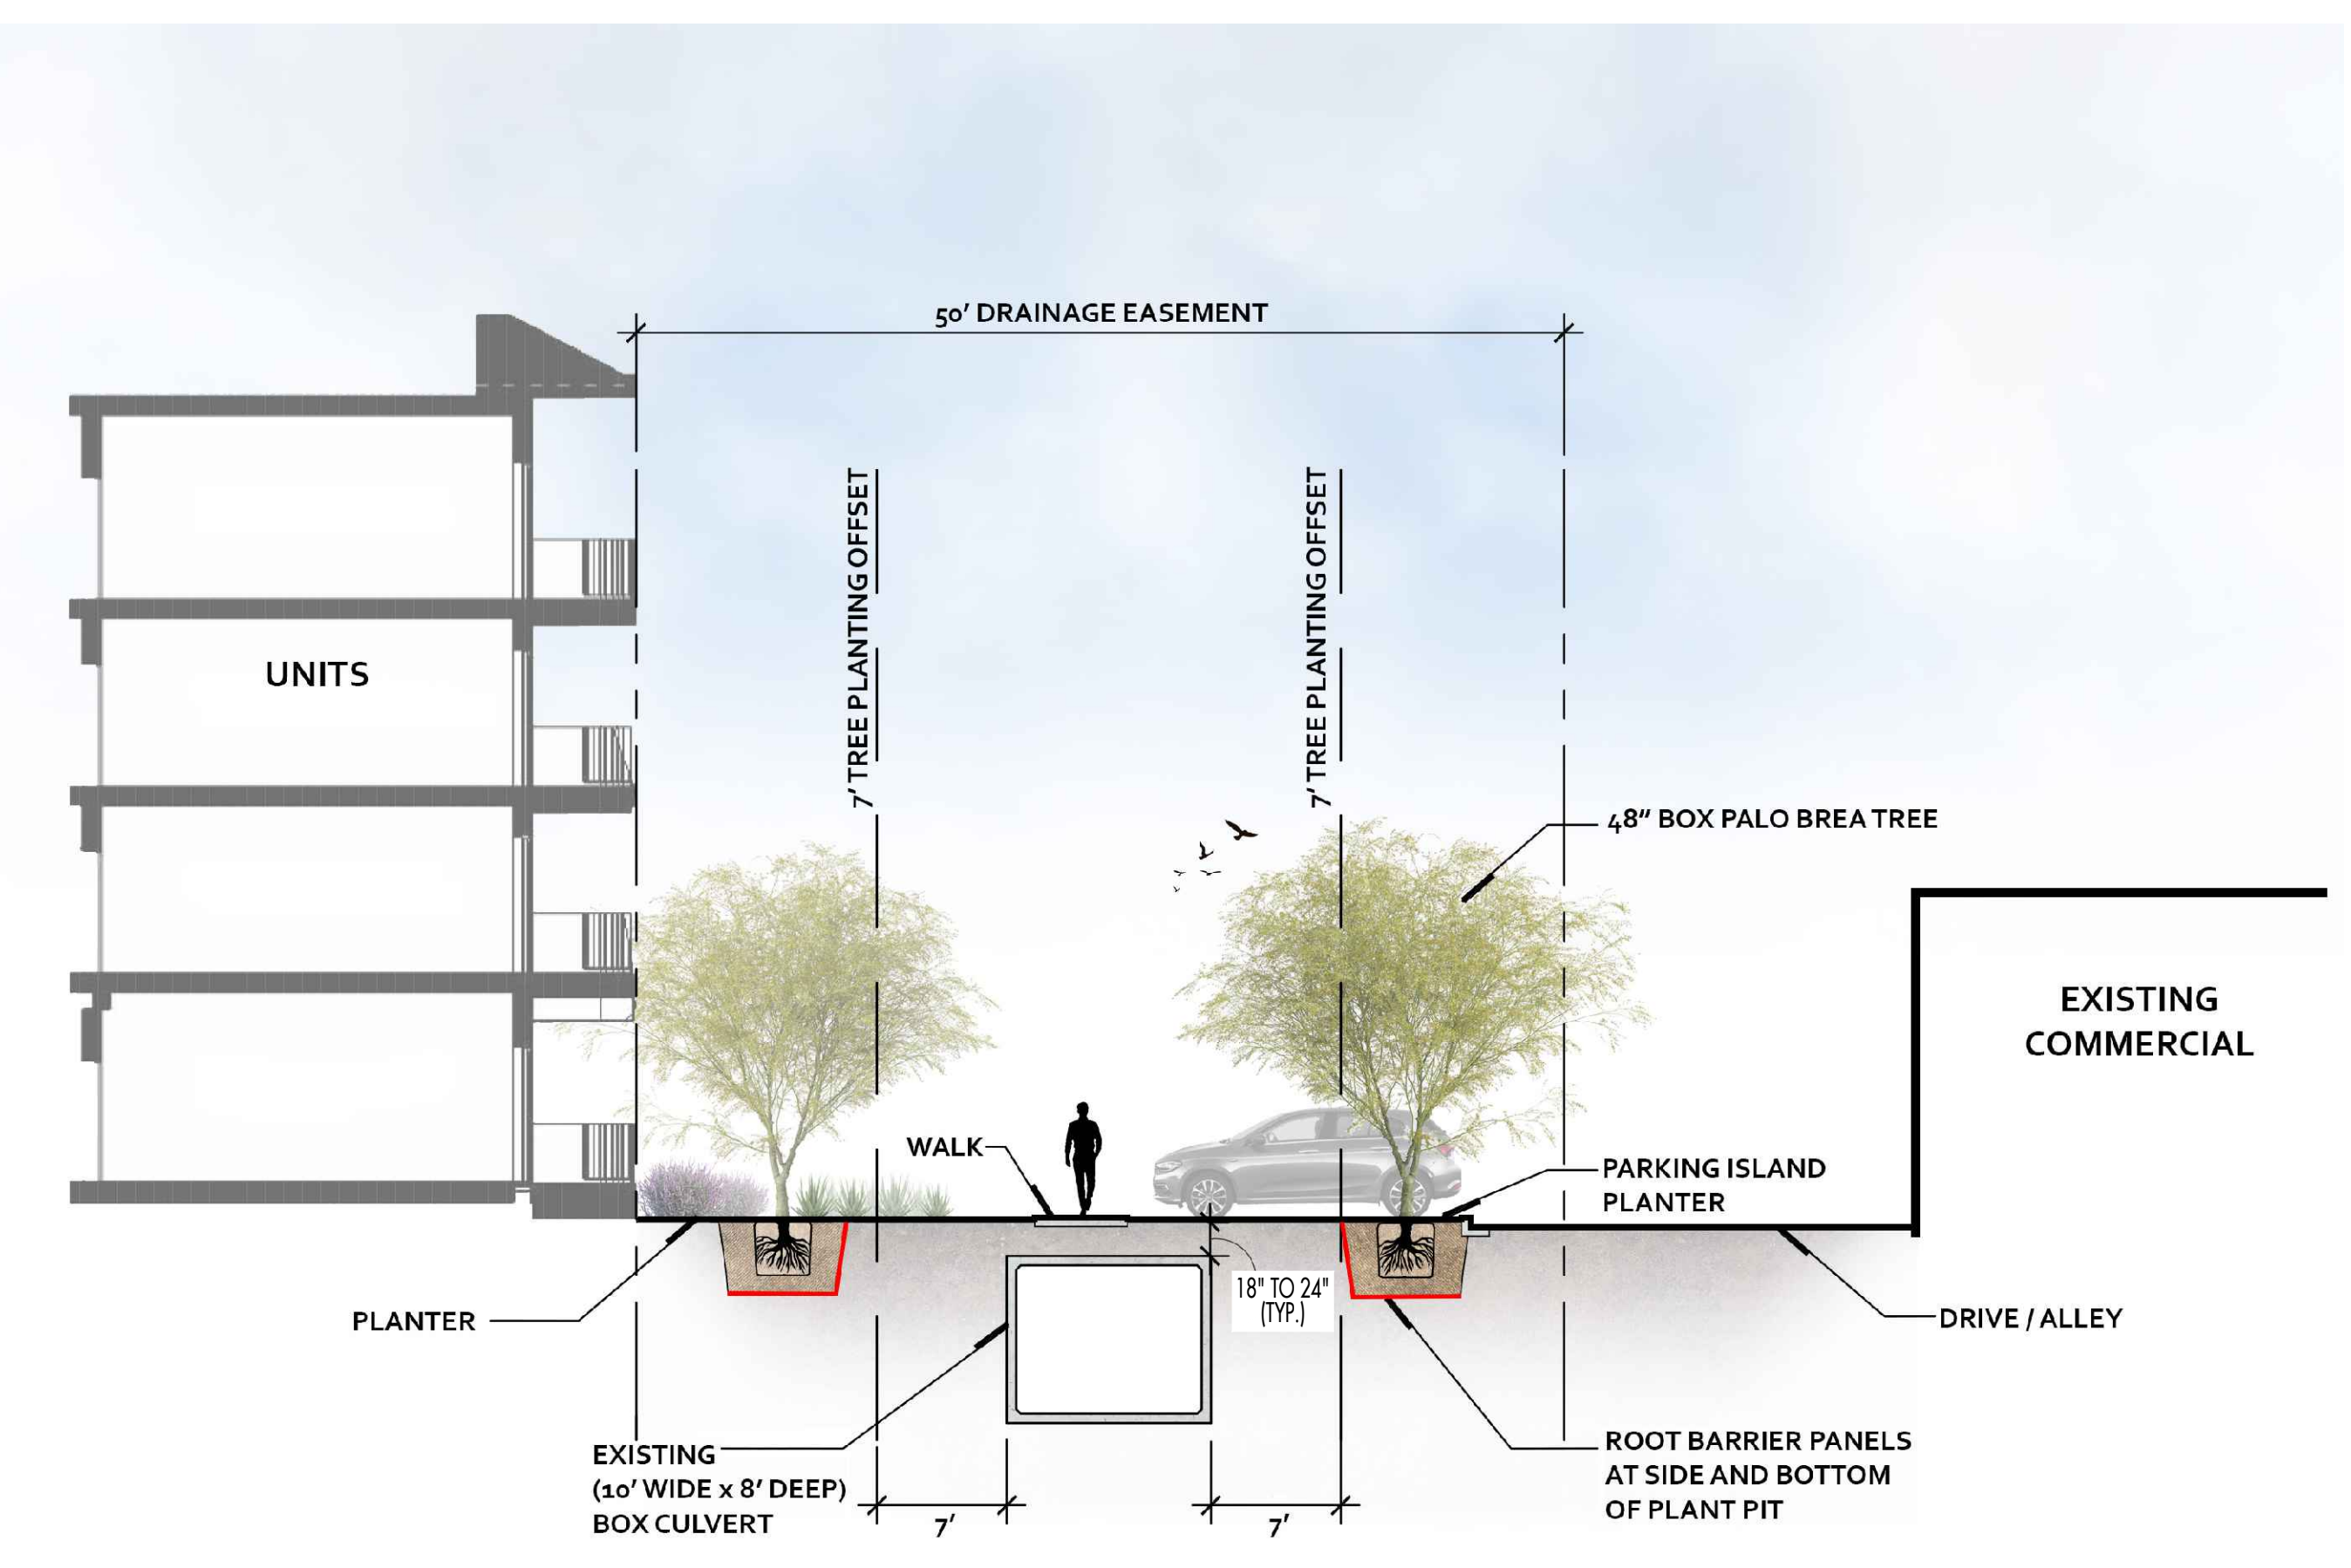 50' DRAINAGE EASEMENT
7' TREE PLANTING OFFSET
7' TREE PLANTING OFFSET
UNITS
48" BOX PALO BREA TREE
EXISTING
COMMERCIAL
WALK
PARKING ISLAND
PLANTER
18" TO 24"
(TYP.)
PLANTER
DRIVE / ALLEY
EXISTING
(10' WIDE x 8' DEEP)
BOX CULVERT
ROOT BARRIER PANELS
AT SIDE AND BOTTOM
OF PLANT PIT
7'
7'